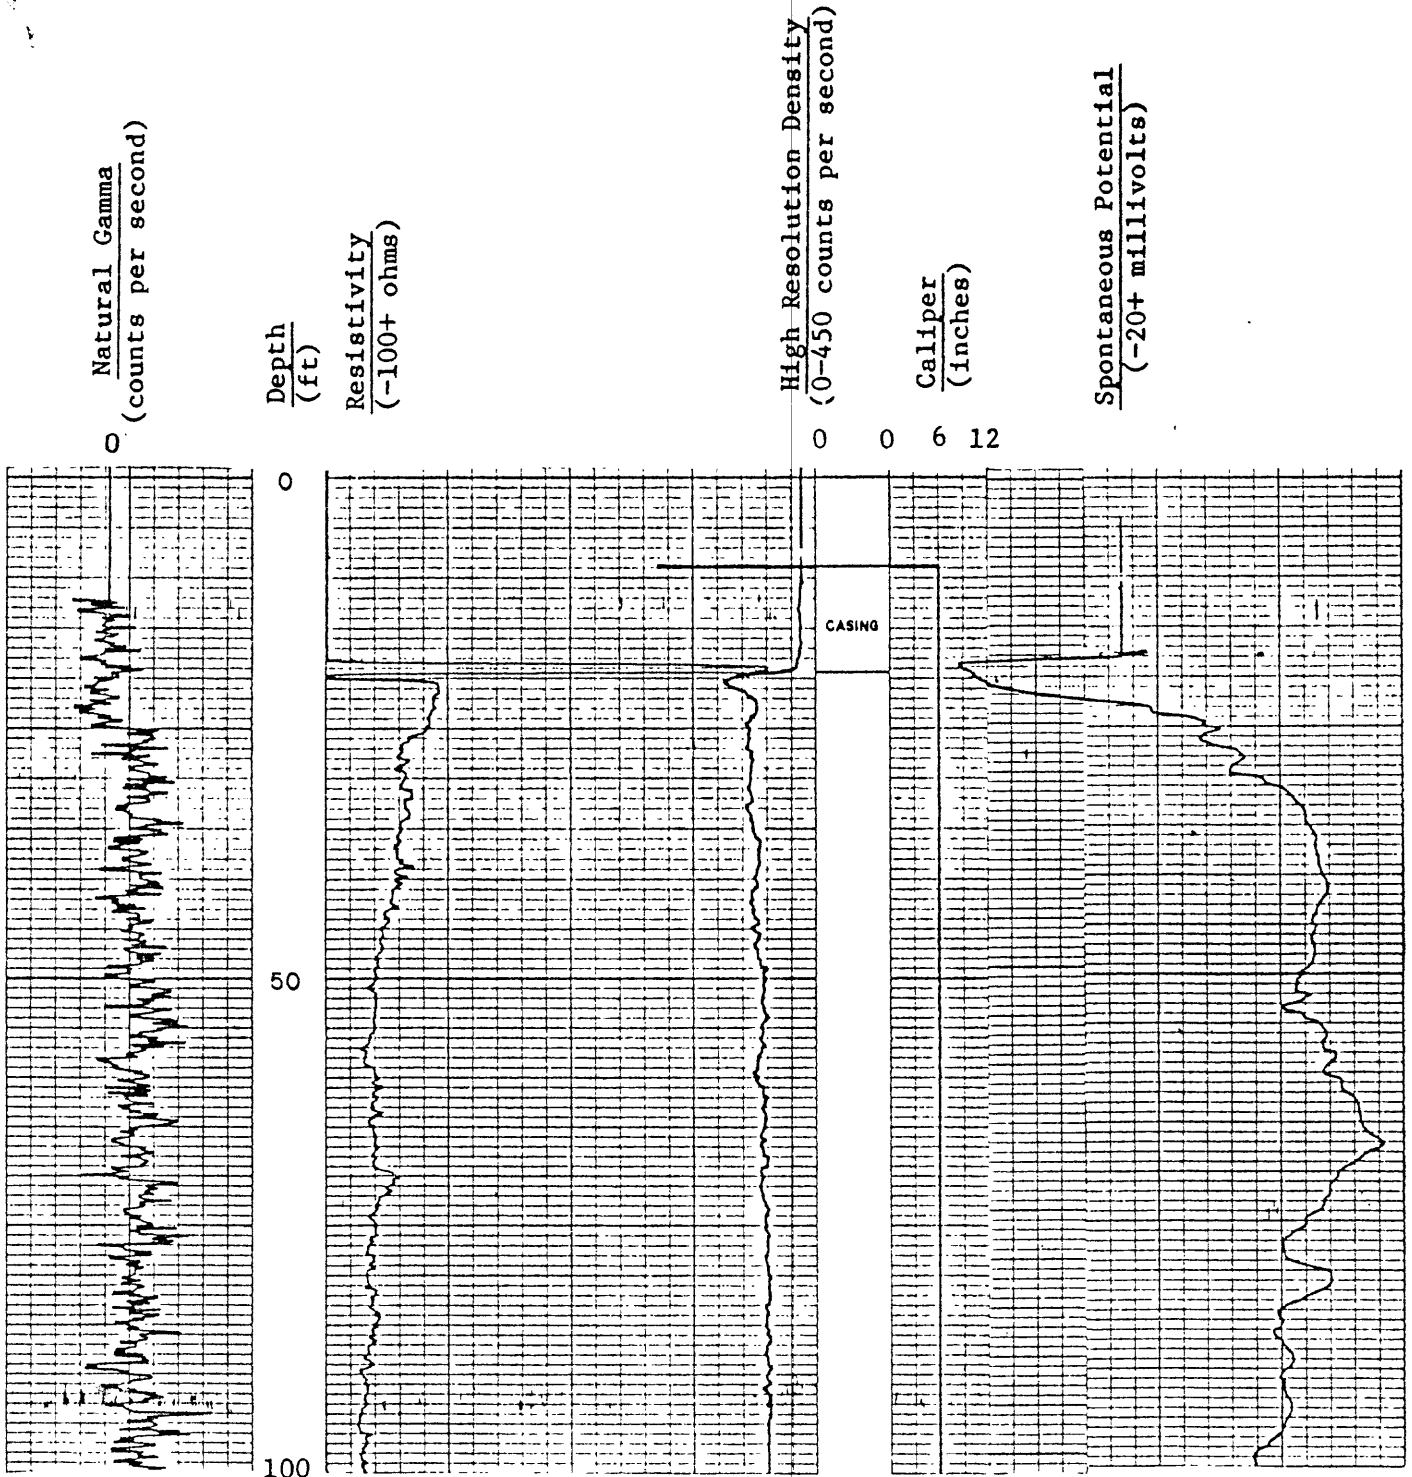 Natural Gamma
(counts per second)
Depth
(ft)
Resistivity
(-100+ ohms)
High Resolution Density
(0-450 counts per second)
Caliper
(inches)
Spontaneous Potential
(-20+ millivolts)
0
0
0
6
12
0
CASING
50
100